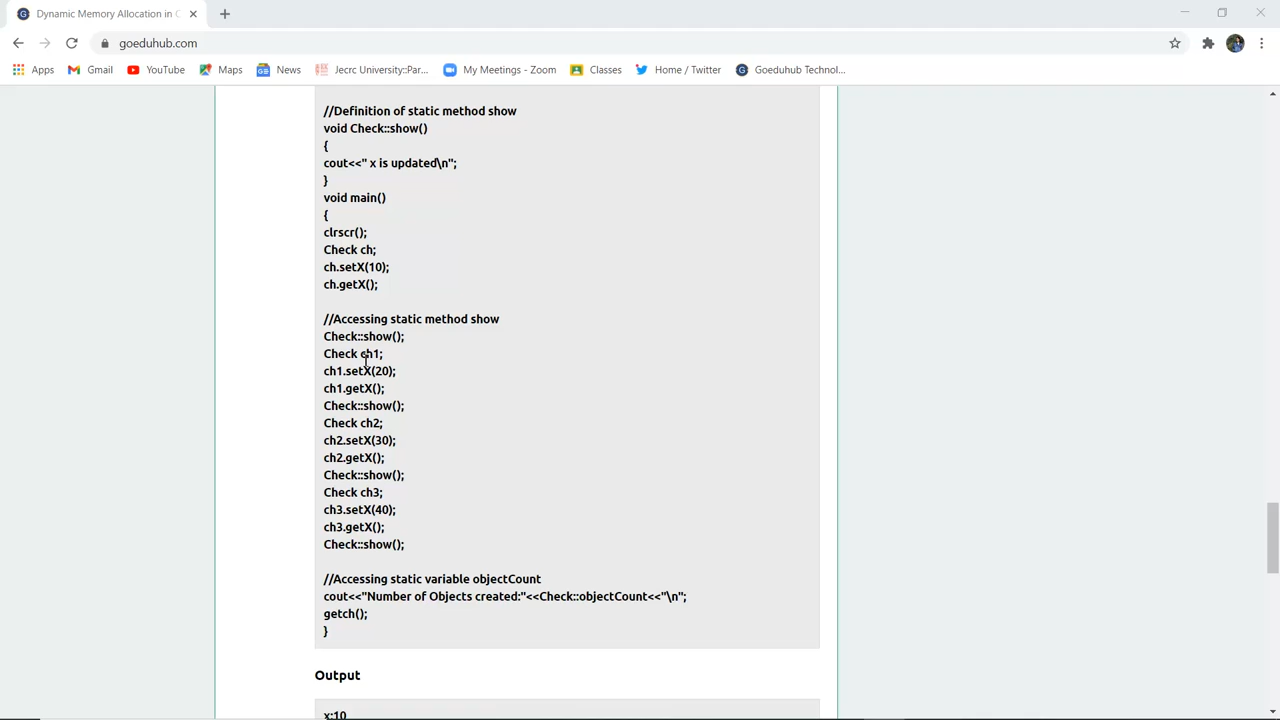 Dynamic Memory Allocation in C
goeduhub.com
Apps
Gmail
YouTube
Maps
News
Jecrc University::Par...
My Meetings - Zoom
Classes
Home / Twitter
Goeduhub Technol...
//Definition of static method show
void Check::show()
{
cout<<" x is updated\n";
}
void main()
{
clrscr();
Check ch;
ch.setX(10);
ch.getX();
//Accessing static method show
Check::show();
Check ch1;
ch1.setX(20);
ch1.getX();
Check::show();
Check ch2;
ch2.setX(30);
ch2.getX();
Check::show();
Check ch3;
ch3.setX(40);
ch3.getX();
Check::show();
//Accessing static variable objectCount
cout<<"Number of Objects created:"<<Check::objectCount<<"\n";
getch();
}
Output
x:10